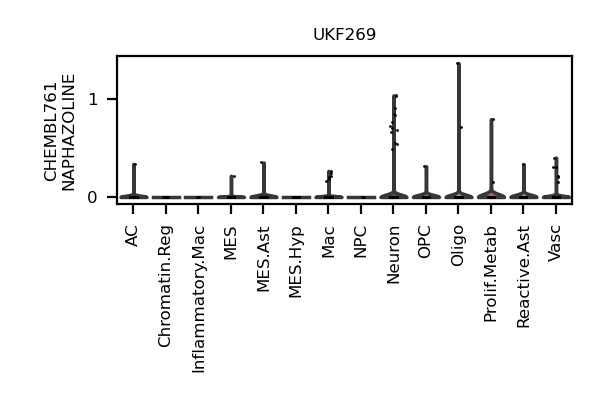 UKF269
CHEMBL761
NAPHAZOLINE
1
0
AC
Chromatin.Reg
Inflammatory.Mac
MES
MES.Ast
MES.Hyp
Mac
NPC
Neuron
OPC
Oligo
Prolif.Metab
Reactive.Ast
Vasc